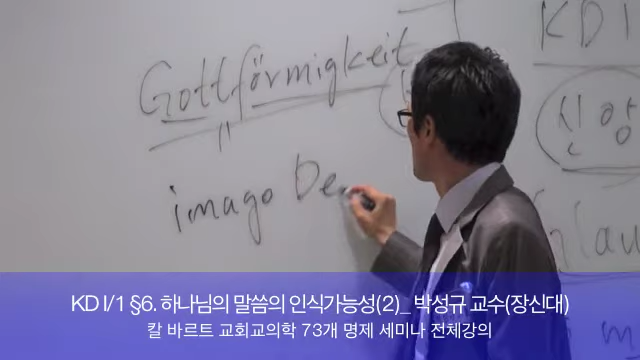 Gottförmigkeit
"
imago De
KD I
신앙
Glau
KD I/1 §6. 하나님의 말씀의 인식가능성(2)_ 박성규 교수(장신대)
칼 바르트 교회교의학 73개 명제 세미나 전체강의